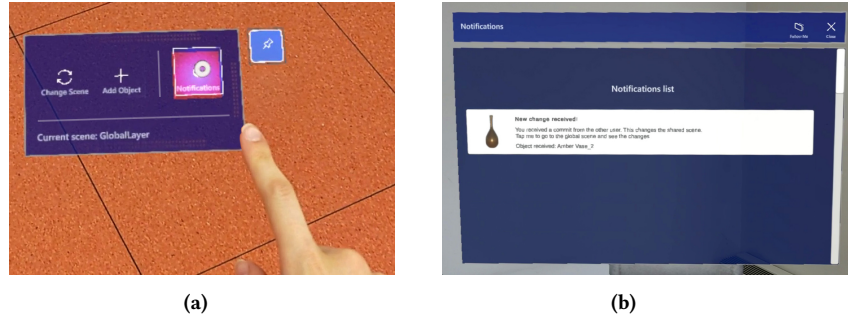 Change Scene
Add Object
Notifications
Current scene: GlobalLayer
(a)
Notifications
Follow Me
Close
Notifications list
New change received!
You received a commit from the other user. This changes the shared scene.
Tap me to go to the global scene and see the changes
Object received: Amber Vase_2
(b)